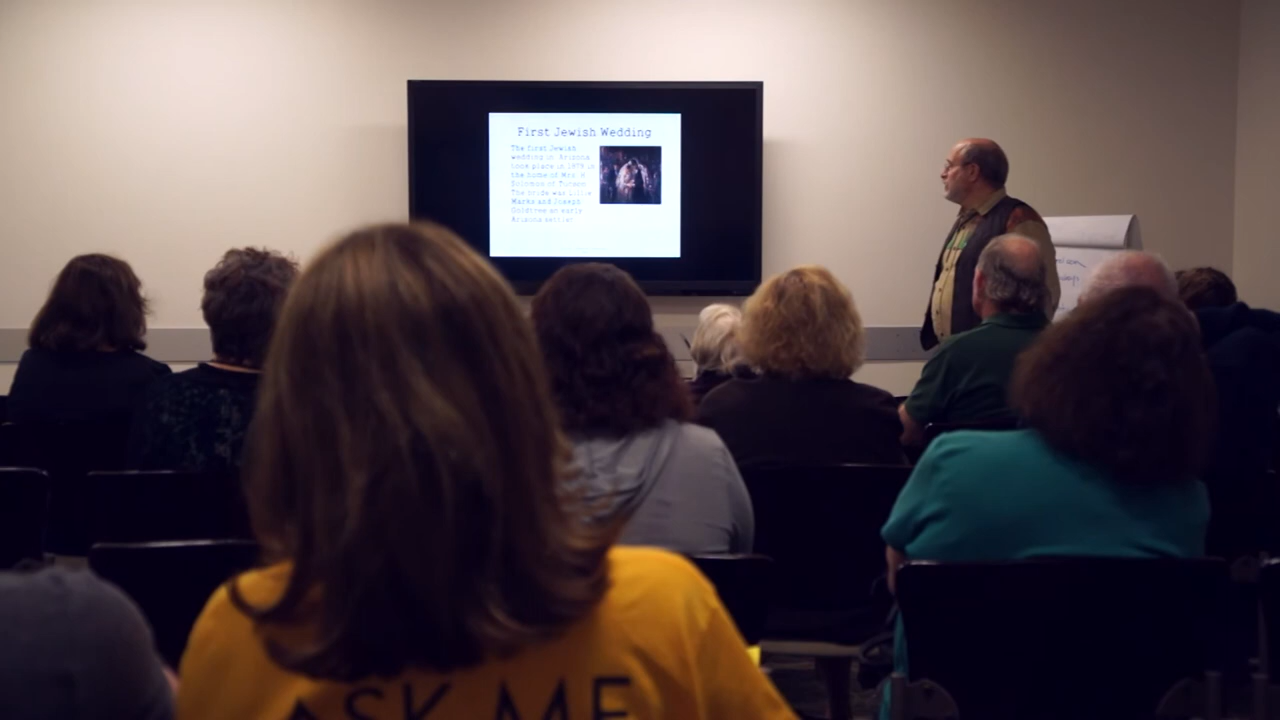 First Jewish Wedding
The first Jewish
wedding in Arizona
took place in 1879 in
the home of Mrs. H
Solomon of Tucson
The bride was Lillie
Marks and Joseph
Goldtree an early
Arizona settler
ASK ME